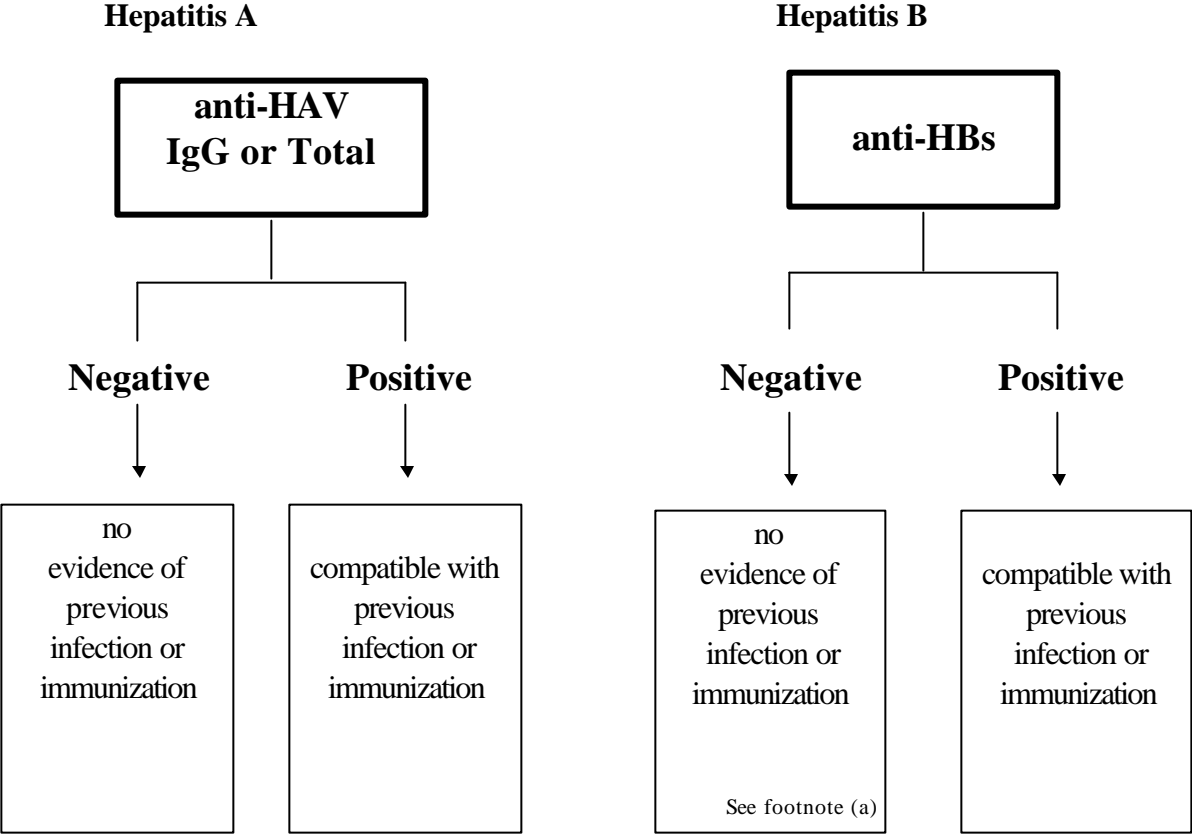 Hepatitis A
anti-HAV
IgG or Total
Negative
Positive
no
evidence of
previous
infection or
immunization
compatible with
previous
infection or
immunization
Hepatitis B
anti-HBs
Negative
Positive
no
evidence of
previous
infection or
immunization
See footnote (a)
compatible with
previous
infection or
immunization